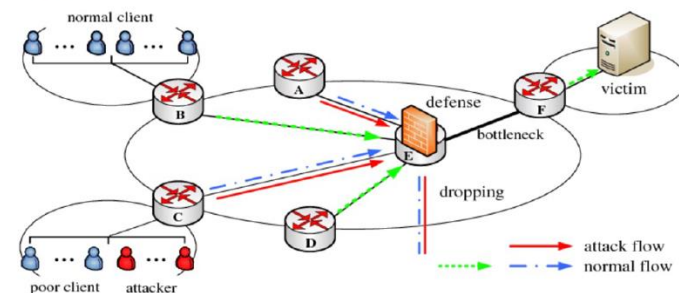 normal client
...
...
A
defense
F
victim
B
E
bottleneck
C
dropping
D
...
...
attack flow
poor client
attacker
normal flow